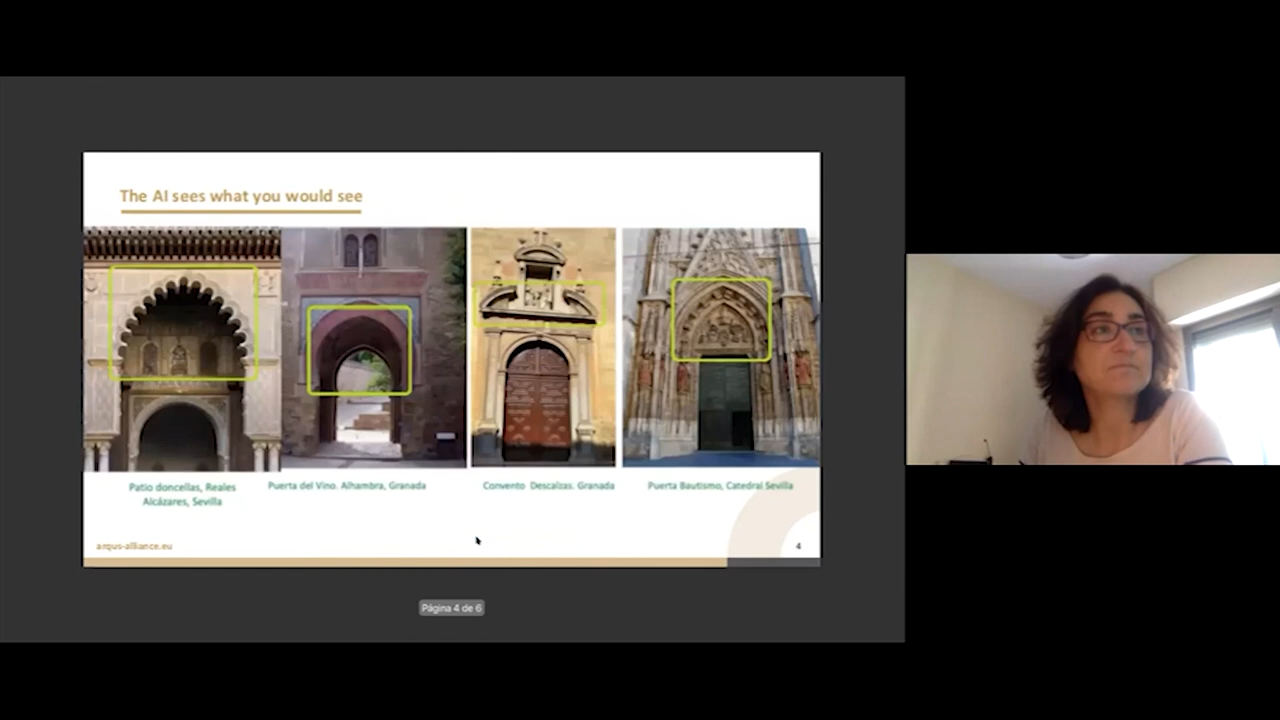 The AI sees what you would see
Patio doncellas, Reales
Alcázares, Sevilla
Puerta del Vino. Alhambra, Granada
Convento Descalzas. Granada
Puerta Bautismo, Catedral Sevilla
arqus-alliance.eu
4
Página 4 de 6